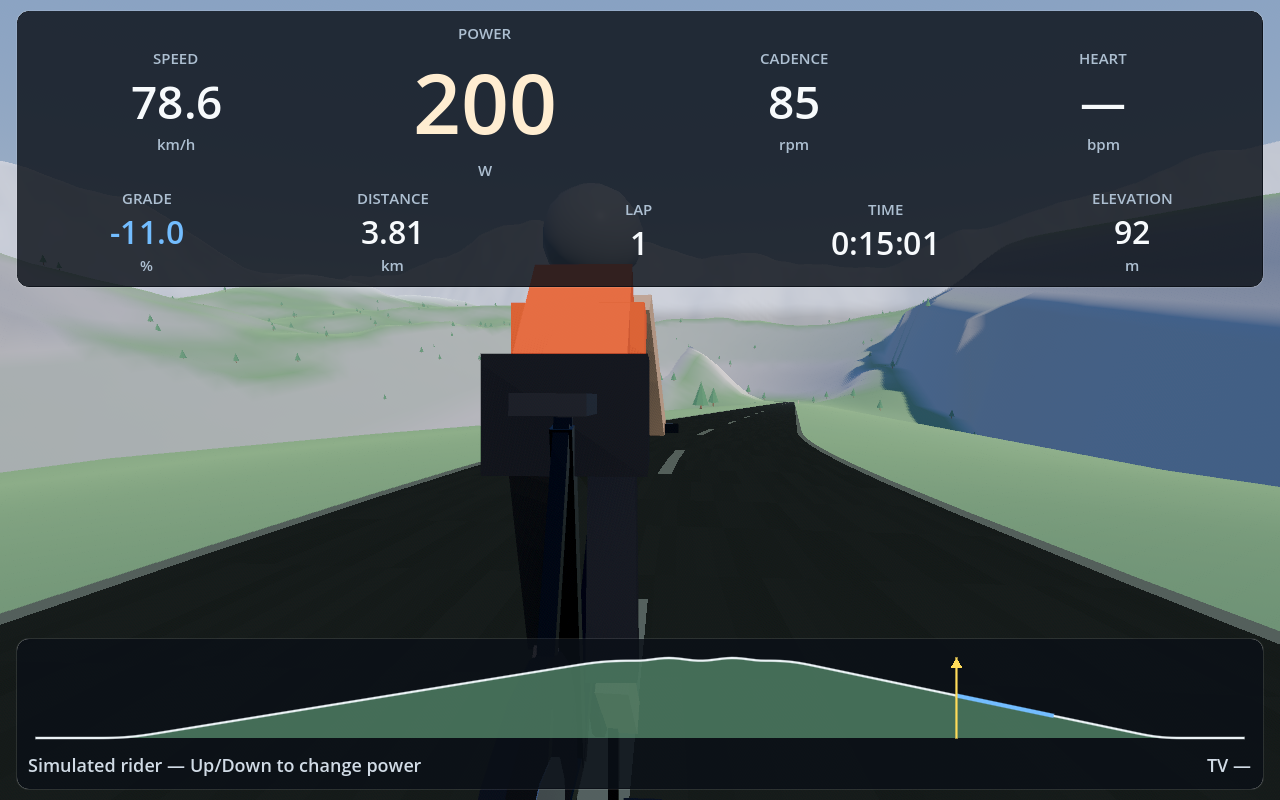 POWER
SPEED
CADENCE
HEART
78.6
200
85
—
km/h
W
rpm
bpm
GRADE
DISTANCE
LAP
TIME
ELEVATION
-11.0
3.81
1
0:15:01
92
%
km
m
Simulated rider — Up/Down to change power
TV —